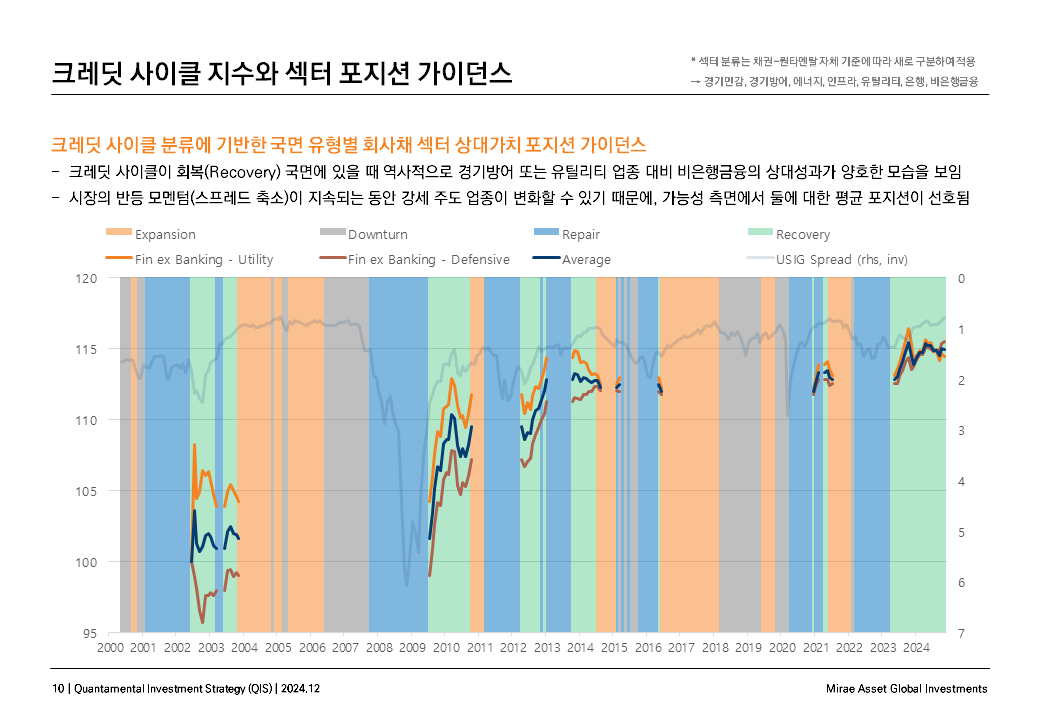 크레딧 사이클 지수와 섹터 포지션 가이던스
* 섹터 분류는 채권-퀀타멘탈 자체 기준에 따라 새로 구분하여 적용
→ 경기민감, 경기방어, 에너지, 인프라, 유틸리티, 은행, 비은행금융
크레딧 사이클 분류에 기반한 국면 유형별 회사채 섹터 상대가치 포지션 가이던스
- 크레딧 사이클이 회복(Recovery) 국면에 있을 때 역사적으로 경기방어 또는 유틸리티 업종 대비 비은행금융의 상대성과가 양호한 모습을 보임
- 시장의 반등 모멘텀(스프레드 축소)이 지속되는 동안 강세 주도 업종이 변화할 수 있기 때문에, 가능성 측면에서 둘에 대한 평균 포지션이 선호됨
Expansion Downturn Repair Recovery
Fin ex Banking - Utility Fin ex Banking - Defensive Average USIG Spread (rhs, inv)
120 0
1
115
2
110
3
105
4
5
100
6
95 7
2000 2001 2002 2003 2004 2005 2006 2007 2008 2009 2010 2011 2012 2013 2014 2015 2016 2017 2018 2019 2020 2021 2022 2023 2024
10 | Quantamental Investment Strategy (QIS) | 2024.12
Mirae Asset Global Investments